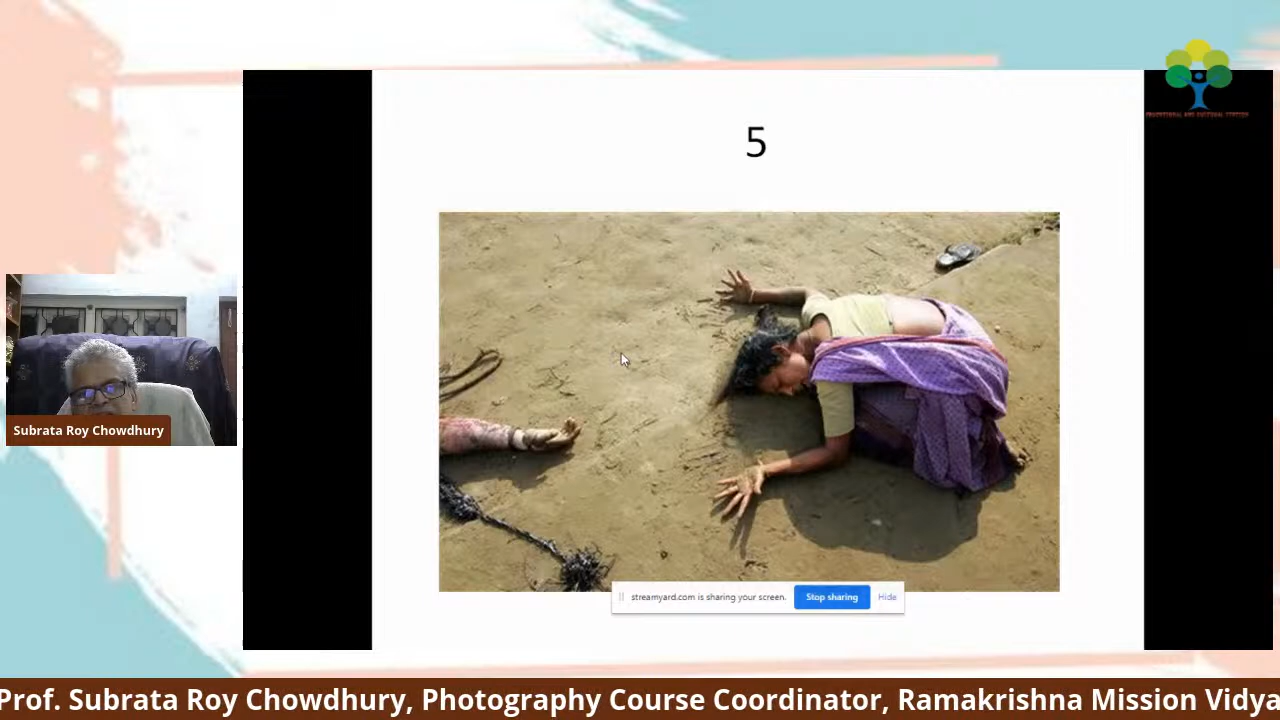 5
streamyard.com is sharing your screen.
Stop sharing
Hide
Subrata Roy Chowdhury
Prof. Subrata Roy Chowdhury, Photography Course Coordinator, Ramakrishna Mission Vidya